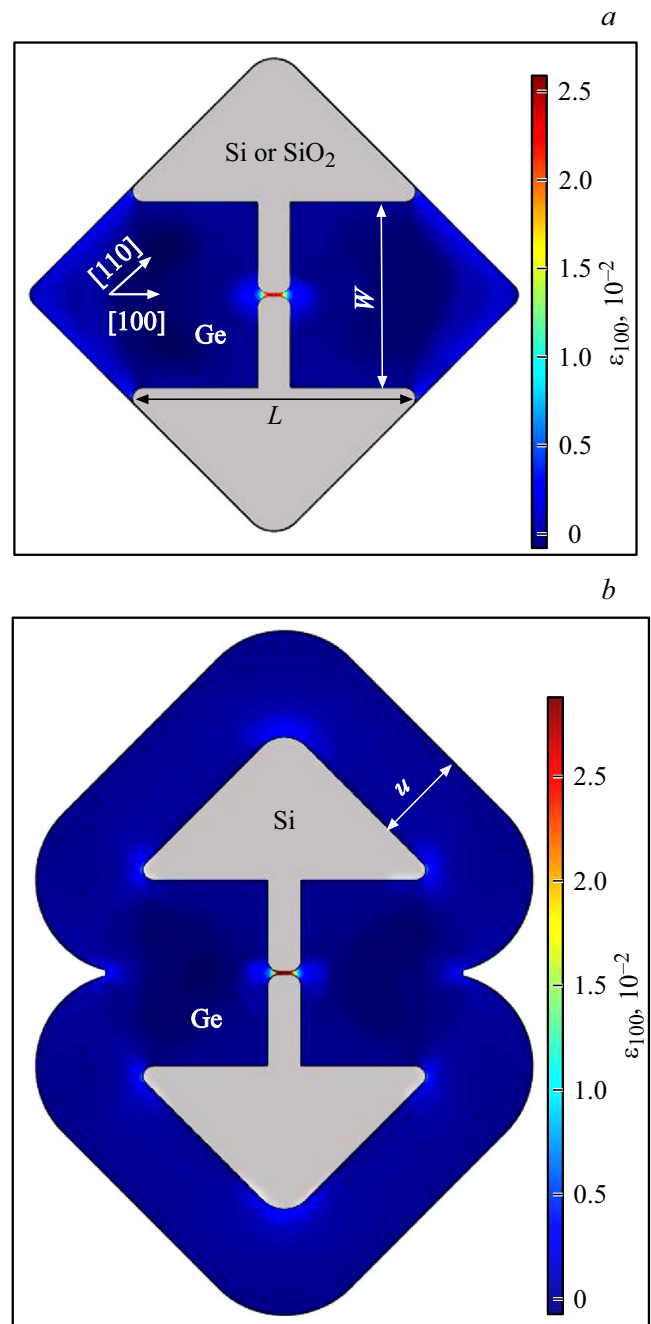 a
Si or SiO₂
[110]
[100]
Ge
W
L
2.5
2.0
1.5
1.0
0.5
0
ε₁₀₀, 10⁻²
b
u
Si
Ge
2.5
2.0
1.5
1.0
0.5
0
ε₁₀₀, 10⁻²